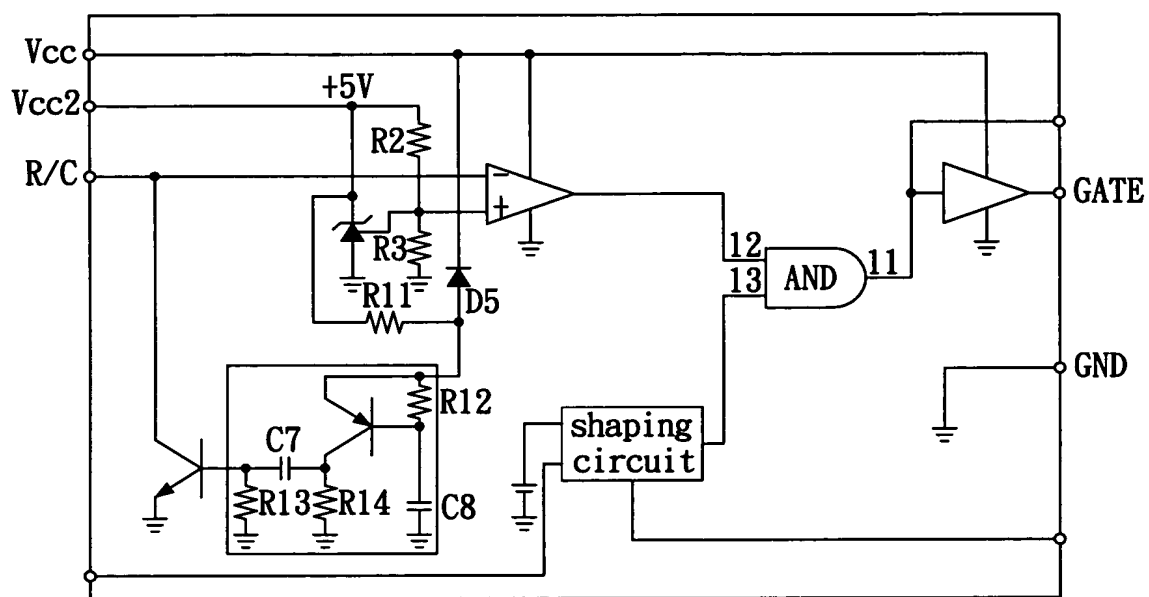 Vcc
+5V
Vcc2
R2
R/C
−
+
GATE
12
R3
13
AND
11
R11
D5
GND
R12
shaping
circuit
C7
R13
R14
C8